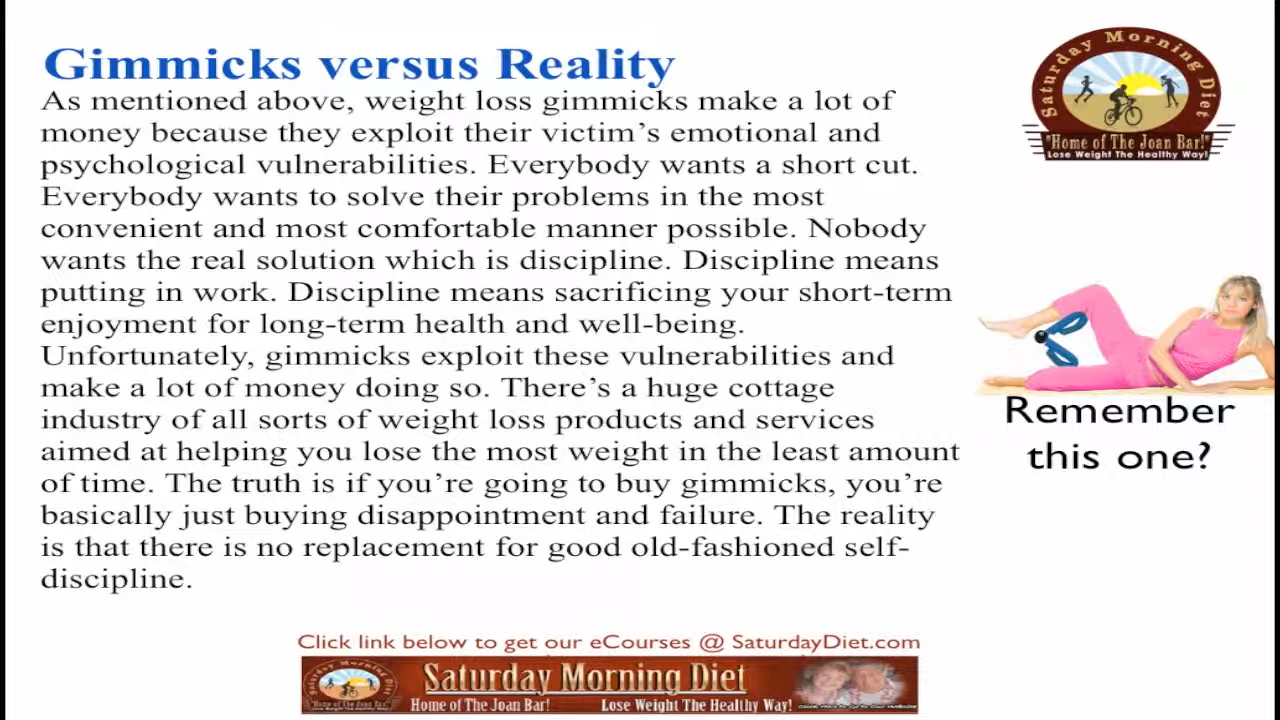 Gimmicks versus Reality
As mentioned above, weight loss gimmicks make a lot of
money because they exploit their victim's emotional and
psychological vulnerabilities. Everybody wants a short cut.
Everybody wants to solve their problems in the most
convenient and most comfortable manner possible. Nobody
wants the real solution which is discipline. Discipline means
putting in work. Discipline means sacrificing your short-term
enjoyment for long-term health and well-being.
Unfortunately, gimmicks exploit these vulnerabilities and
make a lot of money doing so. There's a huge cottage
industry of all sorts of weight loss products and services
aimed at helping you lose the most weight in the least amount
of time. The truth is if you're going to buy gimmicks, you're
basically just buying disappointment and failure. The reality
is that there is no replacement for good old-fashioned self-
discipline.
Saturday Morning Diet
"Home of The Joan Bar!"
Lose Weight The Healthy Way!
Remember
this one?
Click link below to get our eCourses @ SaturdayDiet.com
Saturday Morning Diet
Home of The Joan Bar!
Lose Weight The Healthy Way!